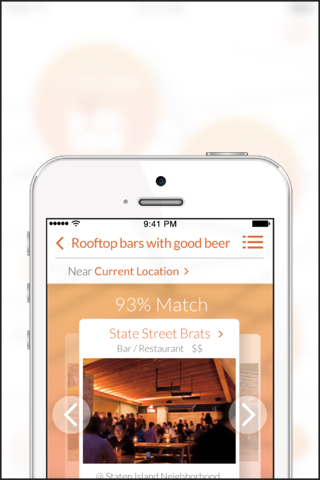 9:41 PM
Rooftop bars with good beer
Near Current Location >
93% Match
State Street Brats >
Bar / Restaurant $$
@ Staten Island Neighborhood